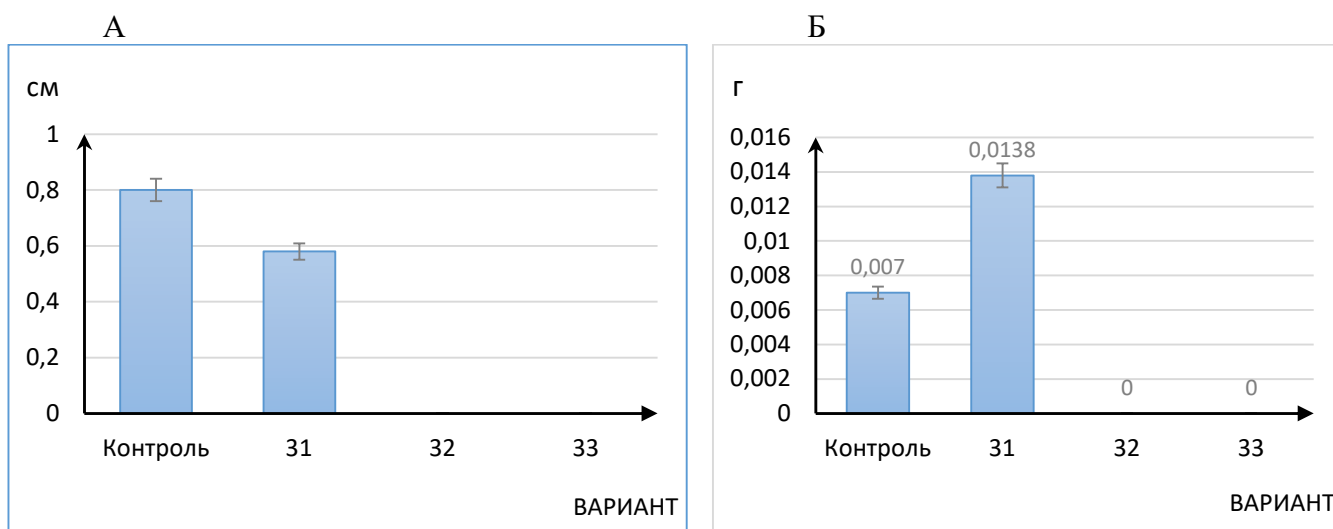 А
см
1
0,8
0,6
0,4
0,2
0
Контроль 31 32 33
ВАРИАНТ
Б
г
0,016
0,014
0,012
0,01
0,008
0,006
0,004
0,002
0
0,007
0,0138
0
0
Контроль 31 32 33
ВАРИАНТ